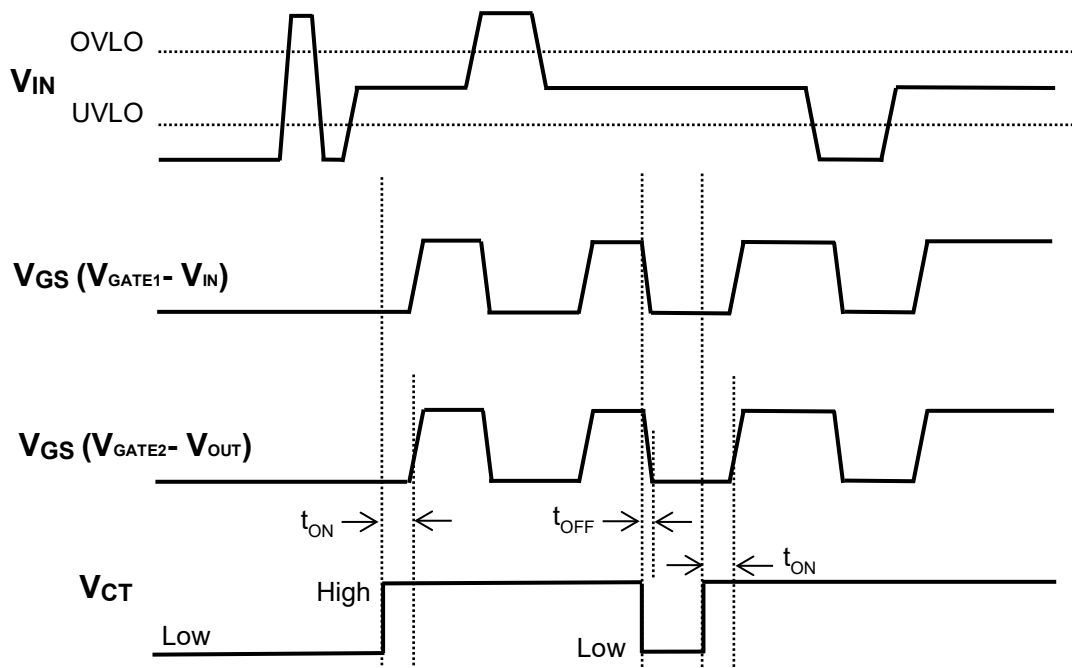 OVLO
VIN
UVLO
VGS (VGATE1- VIN)
VGS (VGATE2- VOUT)
tON
tOFF
tON
VCT
High
Low
Low